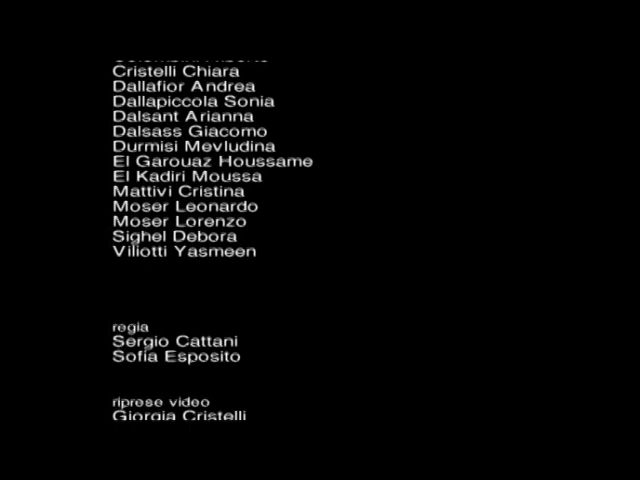 Cristelli Chiara
Dallafior Andrea
Dallapiccola Sonia
Dalsant Arianna
Dalsass Giacomo
Durmisi Mevludina
El Garouaz Houssame
El Kadiri Moussa
Mattivi Cristina
Moser Leonardo
Moser Lorenzo
Sighel Debora
Viliotti Yasmeen
regia
Sergio Cattani
Sofia Esposito
riprese video
Giorgia Cristelli